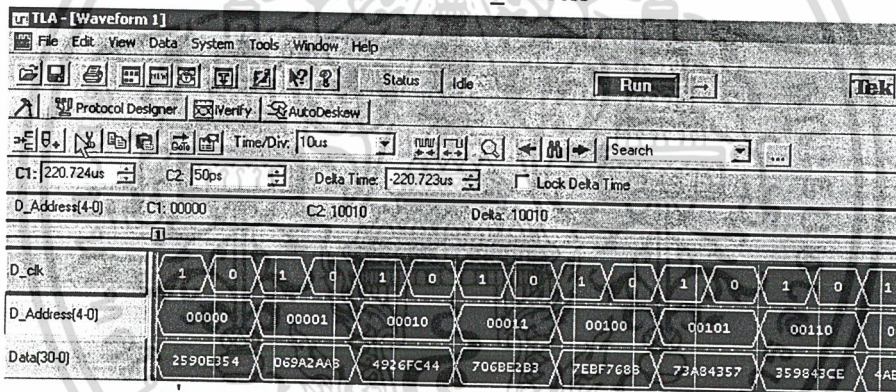 TLA - [Waveform 1]
File Edit View Data System Tools Window Help
Status Idle Run Tek
Protocol Designer iVerify AutoDeskew
Time/Div: 10us Search ...
C1: 220.724us C2: 50ps Delta Time: -220.723us Lock Delta Time
D_Address(4-0) C1: 00000 C2: 10010 Delta: 10010
1
D_clk 1 0 1 0 1 0 1 0 1 0 1 0 1 0 1
D_Address(4-0) 00000 00001 00010 00011 00100 00101 00110
Data(30-0) 2590E354 069A2AAB 4926FC44 706BE2B3 7EBF768B 73A84357 359843CE